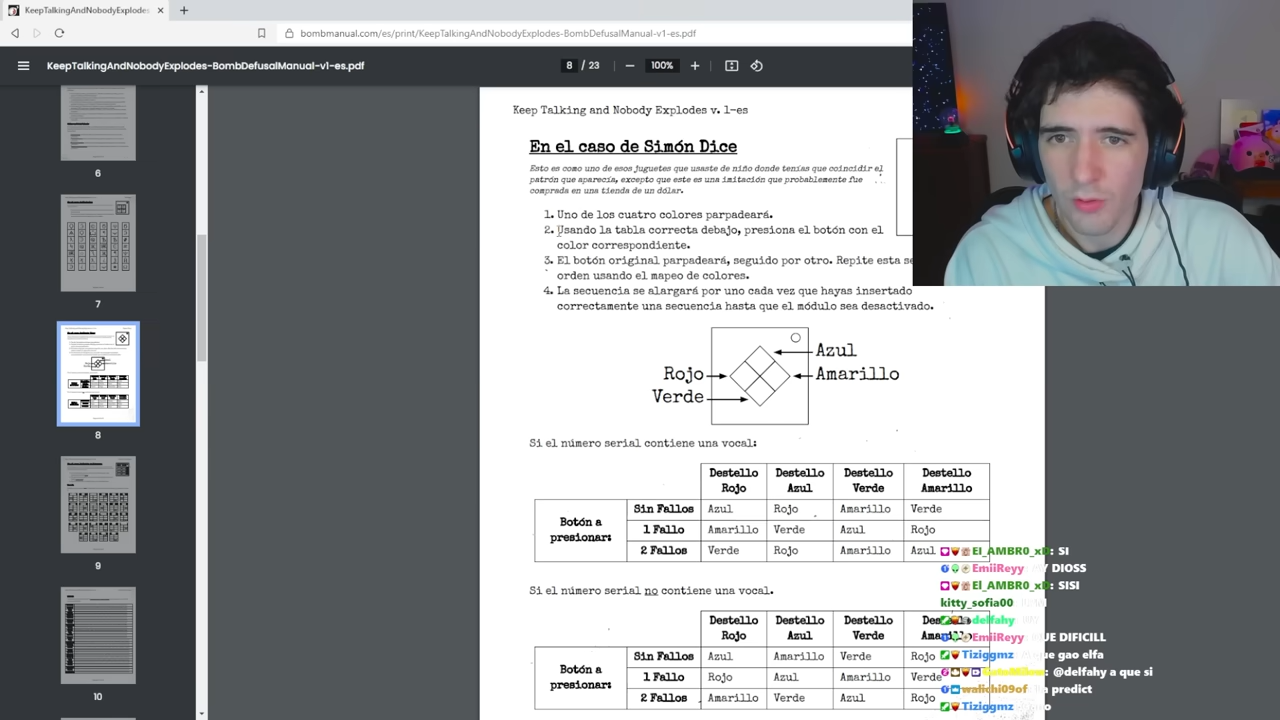 KeepTalkingAndNobodyExplodes
bombmanual.com/es/print/KeepTalkingAndNobodyExplodes-BombDefusalManual-v1-es.pdf
KeepTalkingAndNobodyExplodes-BombDefusalManual-v1-es.pdf
8 / 23
100%
6
7
8
9
10
Keep Talking and Nobody Explodes v. 1-es
En el caso de Simón Dice
Esto es como uno de esos juguetes que usaste de niño donde tenías que coincidir el
patrón que aparecía, excepto que este es una imitación que probablemente fue
comprada en una tienda de un dólar.
1. Uno de los cuatro colores parpadeará.
2. Usando la tabla correcta debajo, presiona el botón con el
color correspondiente.
3. El botón original parpadeará, seguido por otro. Repite esta se
orden usando el mapeo de colores.
4. La secuencia se alargará por uno cada vez que hayas insertado
correctamente una secuencia hasta que el módulo sea desactivado.
Azul
Rojo
Amarillo
Verde
Si el número serial contiene una vocal:
Destello Rojo Destello Azul Destello Verde Destello Amarillo
Botón a presionar:
Sin Fallos Azul Rojo Amarillo Verde
1 Fallo Amarillo Verde Azul Rojo
2 Fallos Verde Rojo Amarillo Azul
Si el número serial no contiene una vocal.
Destello Rojo Destello Azul Destello Verde
Botón a presionar:
Sin Fallos Azul Amarillo Verde Rojo
1 Fallo Rojo Azul Amarillo Verde
2 Fallos Amarillo Verde Azul Rojo
El_AMBR0_xD: SI
EmiiReyy: DIOSS
El_AMBR0_xD: SISI
kitty_sofia00
delfahy
EmiiReyy: DIFICILL
Tiziggmz: que gao elfa
@delfahy a que si
walichi09of: a predict
Tiziggmz: